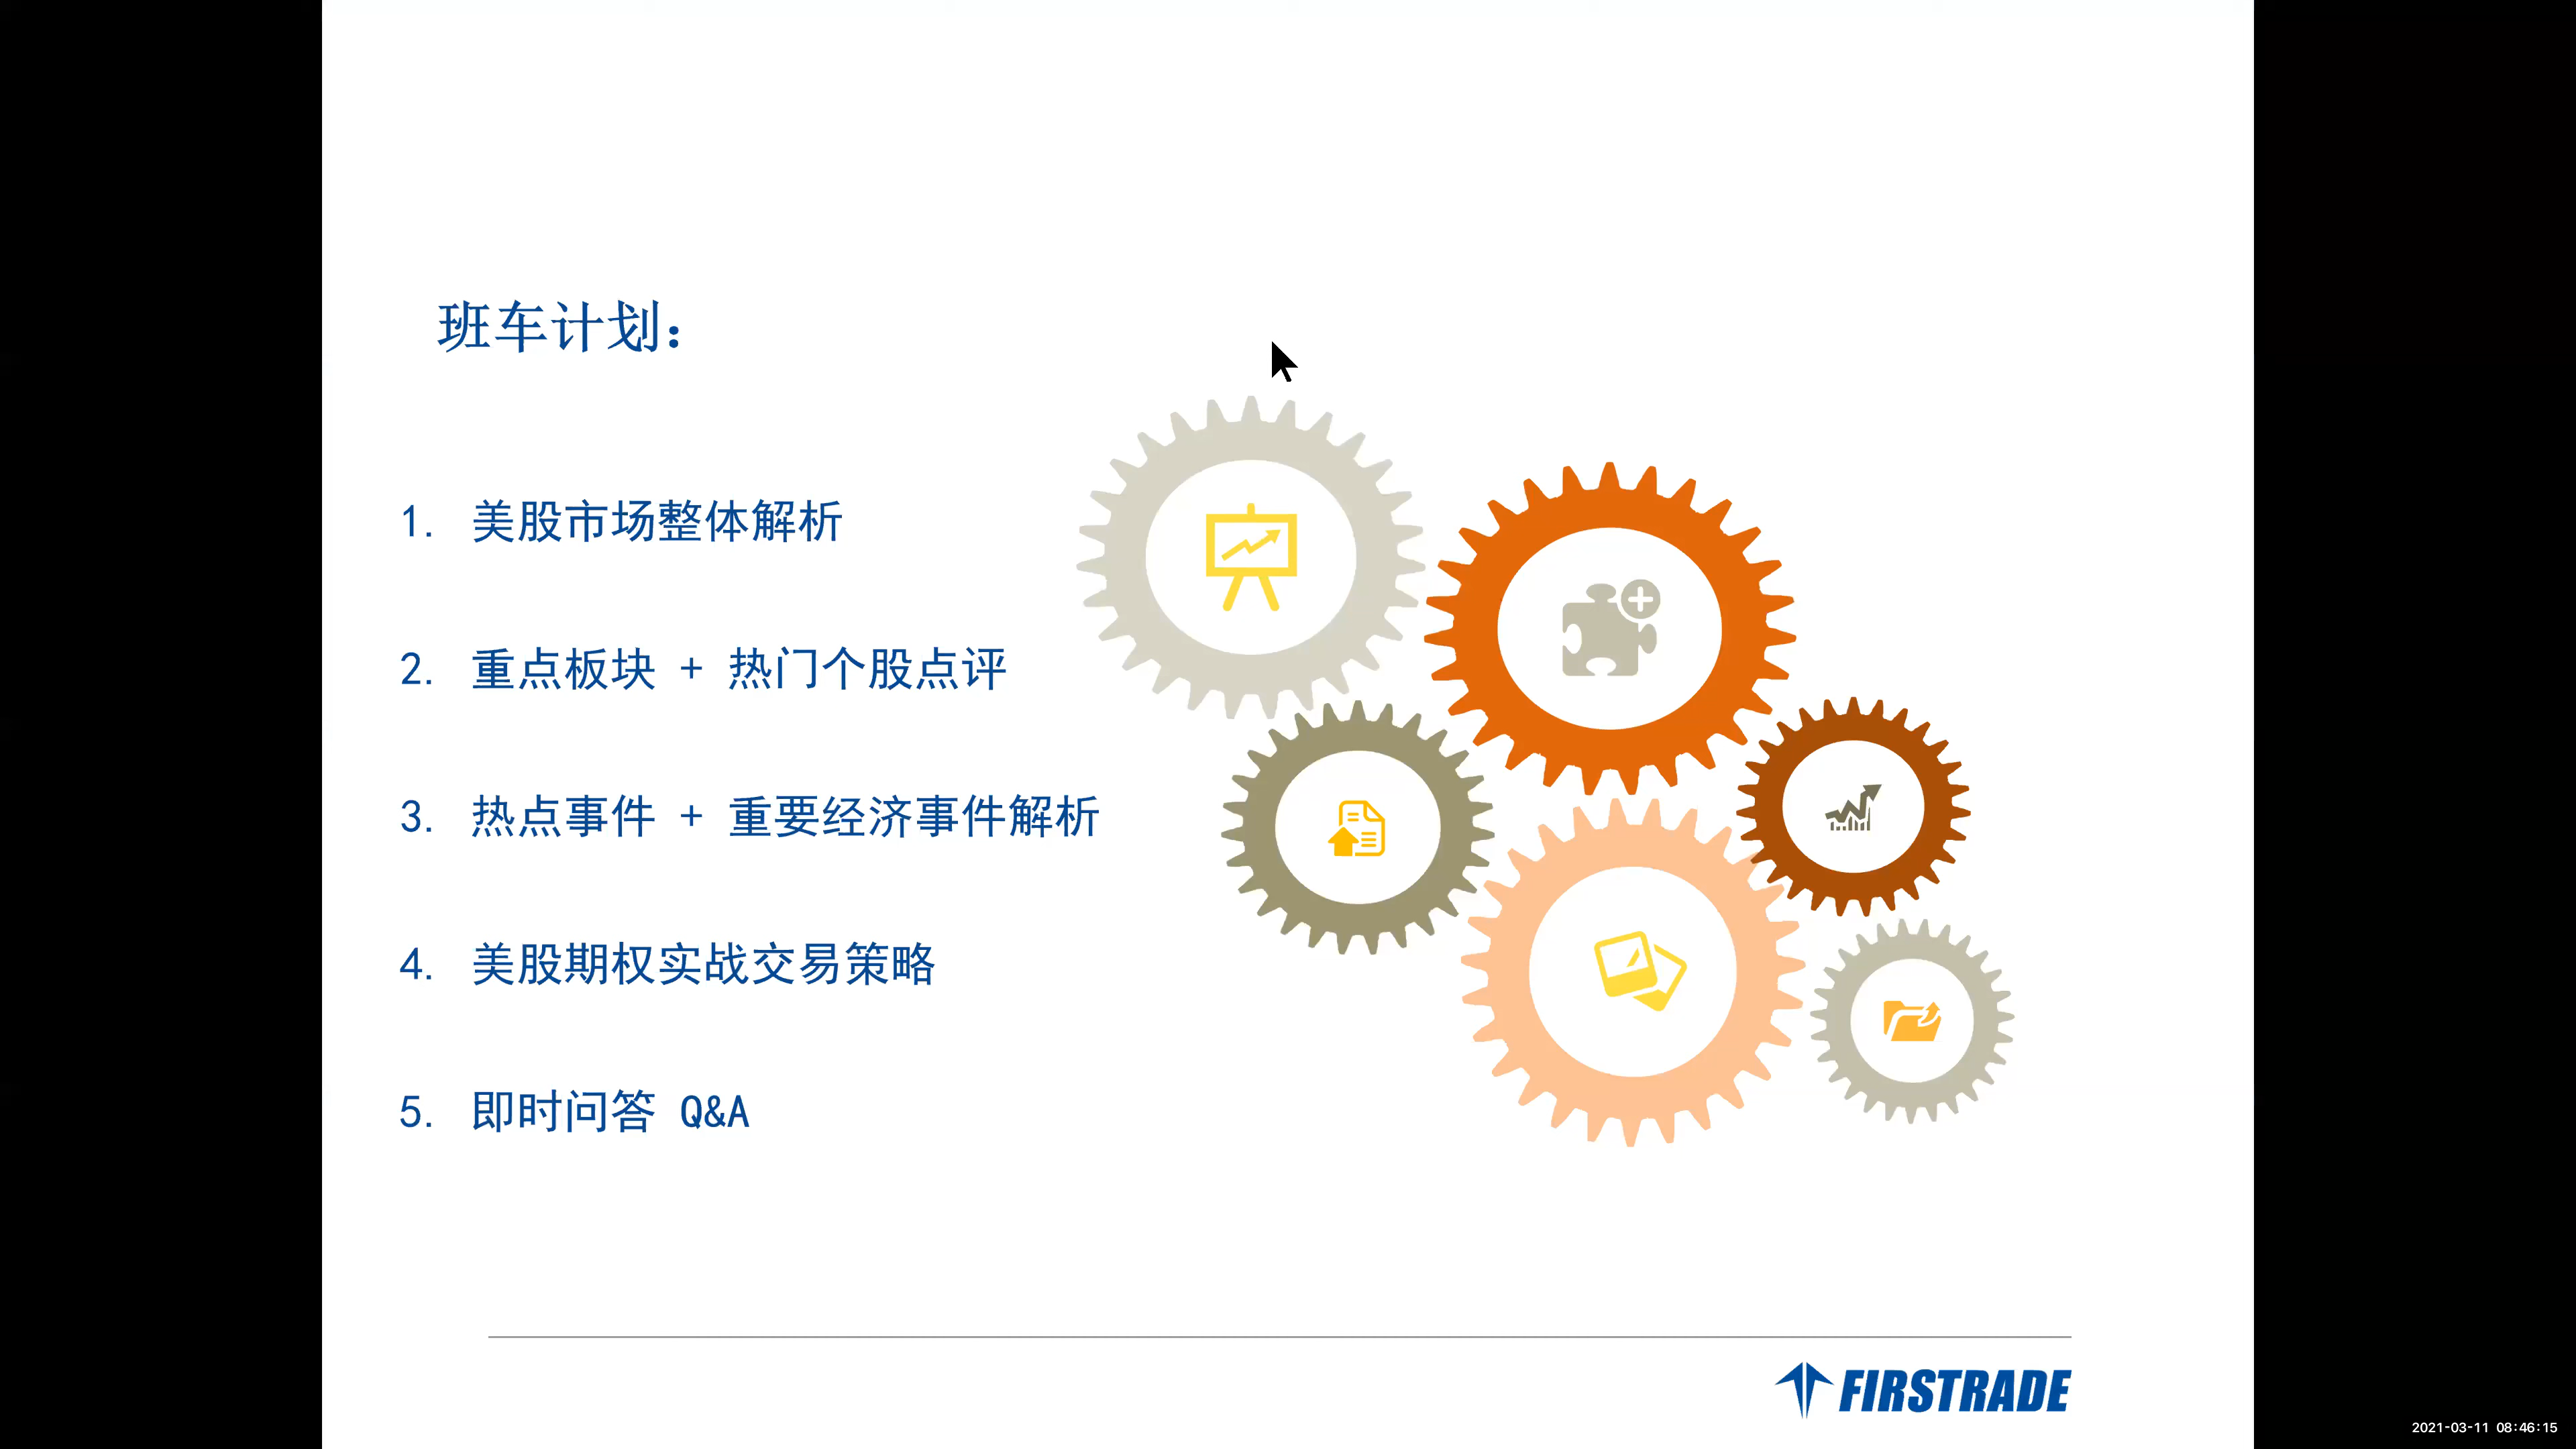 班车计划：
1. 美股市场整体解析
2. 重点板块 + 热门个股点评
3. 热点事件 + 重要经济事件解析
4. 美股期权实战交易策略
5. 即时问答 Q&A
FIRSTRADE
2021-03-11 08:46:15